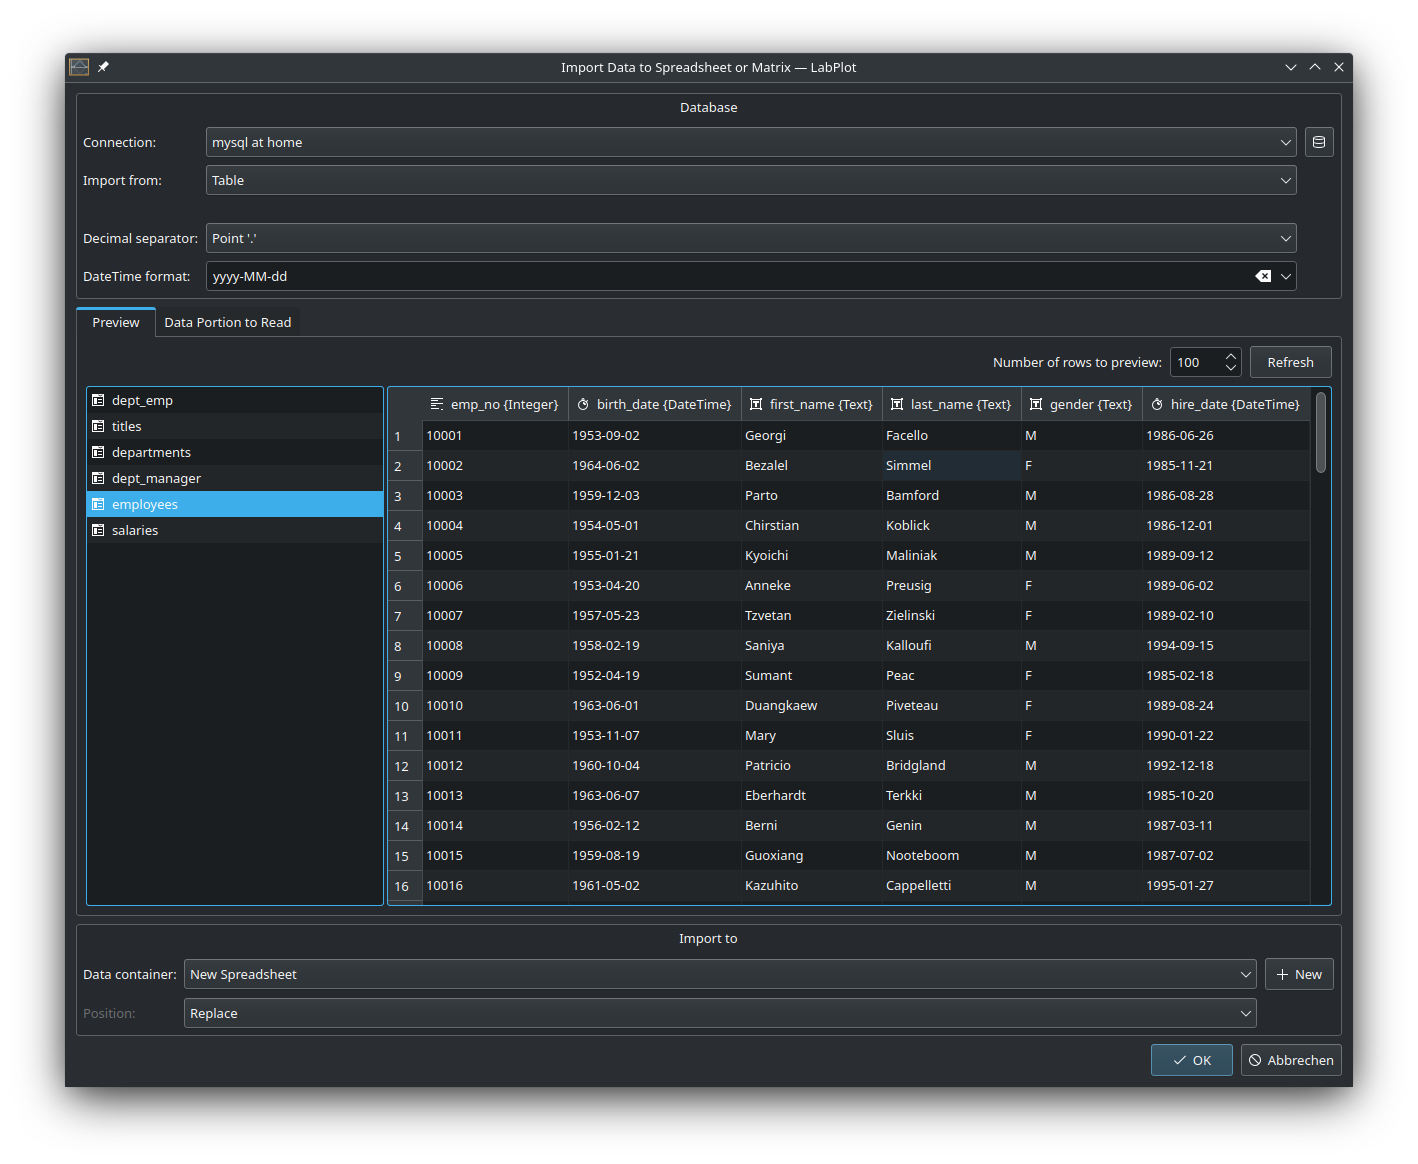 Import Data to Spreadsheet or Matrix — LabPlot
Database
Connection: mysql at home
Import from: Table
Decimal separator: Point '.'
DateTime format: yyyy-MM-dd
Preview Data Portion to Read
Number of rows to preview: 100 Refresh
dept_emp
titles
departments
dept_manager
employees
salaries
emp_no {Integer} birth_date {DateTime} first_name {Text} last_name {Text} gender {Text} hire_date {DateTime}
1 10001 1953-09-02 Georgi Facello M 1986-06-26
2 10002 1964-06-02 Bezalel Simmel F 1985-11-21
3 10003 1959-12-03 Parto Bamford M 1986-08-28
4 10004 1954-05-01 Chirstian Koblick M 1986-12-01
5 10005 1955-01-21 Kyoichi Maliniak M 1989-09-12
6 10006 1953-04-20 Anneke Preusig F 1989-06-02
7 10007 1957-05-23 Tzvetan Zielinski F 1989-02-10
8 10008 1958-02-19 Saniya Kalloufi M 1994-09-15
9 10009 1952-04-19 Sumant Peac F 1985-02-18
10 10010 1963-06-01 Duangkaew Piveteau F 1989-08-24
11 10011 1953-11-07 Mary Sluis F 1990-01-22
12 10012 1960-10-04 Patricio Bridgland M 1992-12-18
13 10013 1963-06-07 Eberhardt Terkki M 1985-10-20
14 10014 1956-02-12 Berni Genin M 1987-03-11
15 10015 1959-08-19 Guoxiang Nooteboom M 1987-07-02
16 10016 1961-05-02 Kazuhito Cappelletti M 1995-01-27
Import to
Data container: New Spreadsheet New
Position: Replace
OK Abbrechen